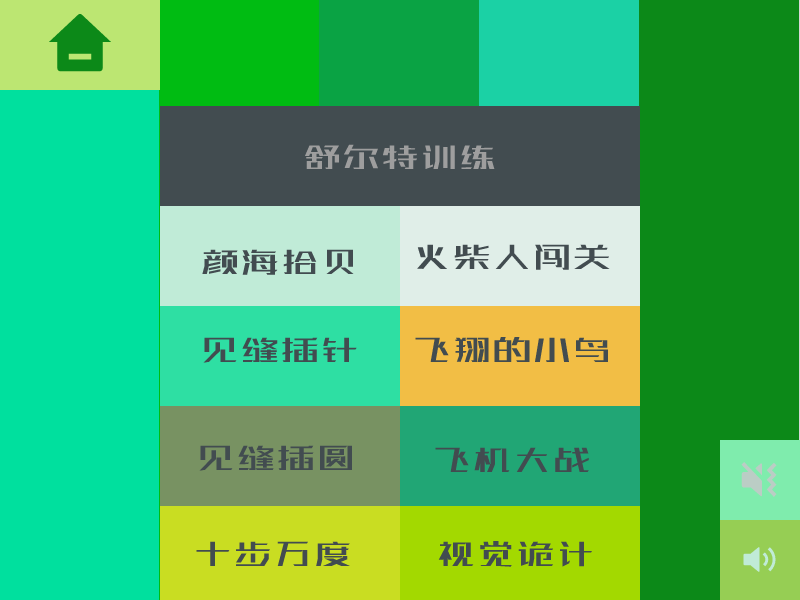 舒尔特训练
颜海拾贝
火柴人闯关
见缝插针
飞翔的小鸟
见缝插圆
飞机大战
十步万度
视觉诡计